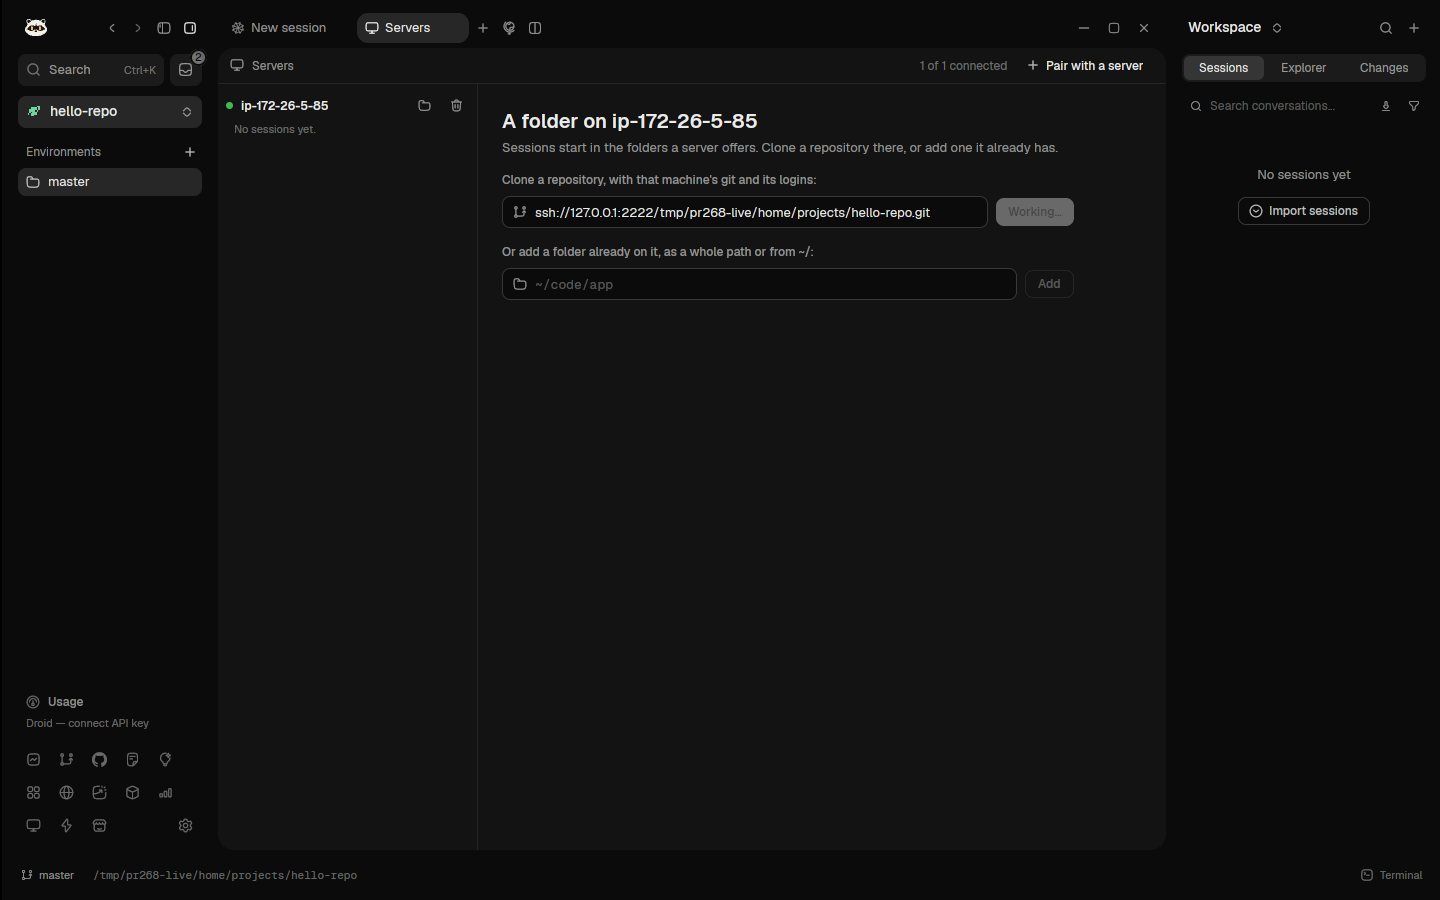 New session
Servers
Workspace
Search
Ctrl+K
2
hello-repo
Environments
master
Usage
Droid — connect API key
Servers
1 of 1 connected
Pair with a server
ip-172-26-5-85
No sessions yet.
A folder on ip-172-26-5-85
Sessions start in the folders a server offers. Clone a repository there, or add one it already has.
Clone a repository, with that machine's git and its logins:
ssh://127.0.0.1:2222/tmp/pr268-live/home/projects/hello-repo.git
Working...
Or add a folder already on it, as a whole path or from ~/:
~/code/app
Add
Sessions
Explorer
Changes
Search conversations...
No sessions yet
Import sessions
master
/tmp/pr268-live/home/projects/hello-repo
Terminal